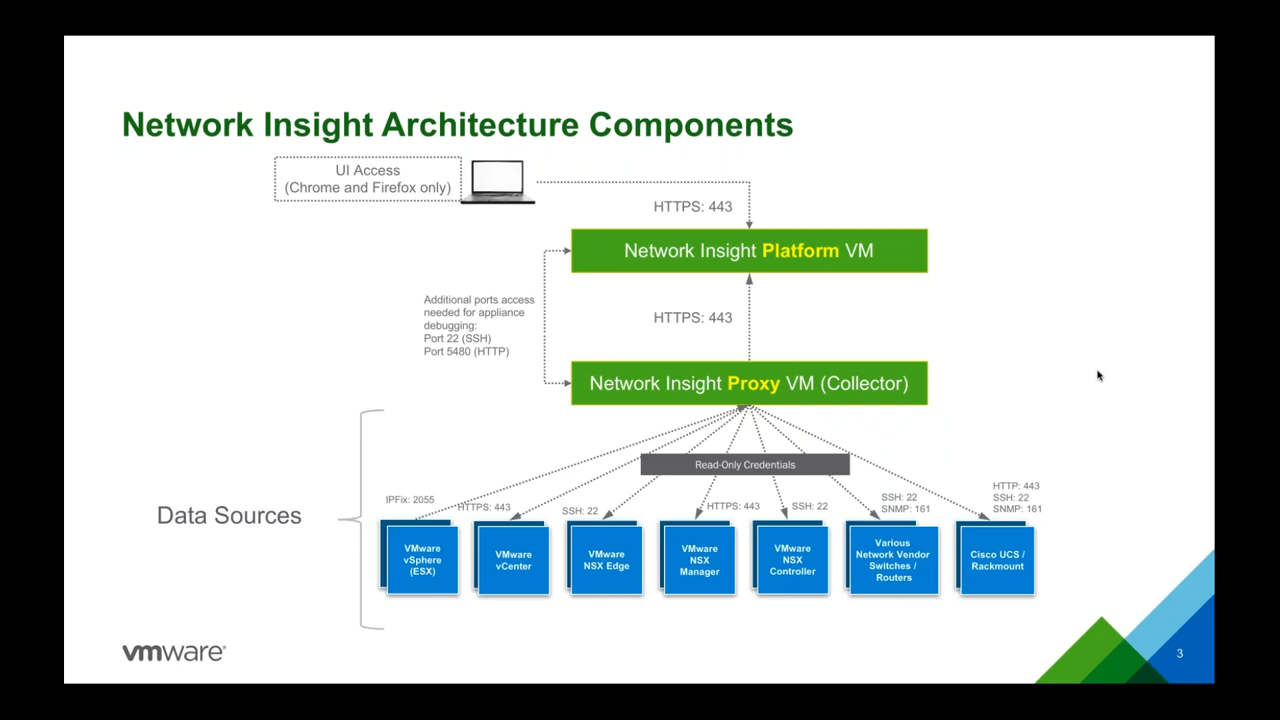 Network Insight Architecture Components
UI Access
(Chrome and Firefox only)
HTTPS: 443
Network Insight Platform VM
Additional ports access
needed for appliance
debugging:
Port 22 (SSH)
Port 5480 (HTTP)
HTTPS: 443
Network Insight Proxy VM (Collector)
Read-Only Credentials
Data Sources
IPFix: 2055
HTTPS: 443
SSH: 22
HTTPS: 443
SSH: 22
SSH: 22
SNMP: 161
HTTP: 443
SSH: 22
SNMP: 161
VMware
vSphere
(ESX)
VMware
vCenter
VMware
NSX Edge
VMware
NSX
Manager
VMware
NSX
Controller
Various
Network Vendor
Switches /
Routers
Cisco UCS /
Rackmount
vmware®
3